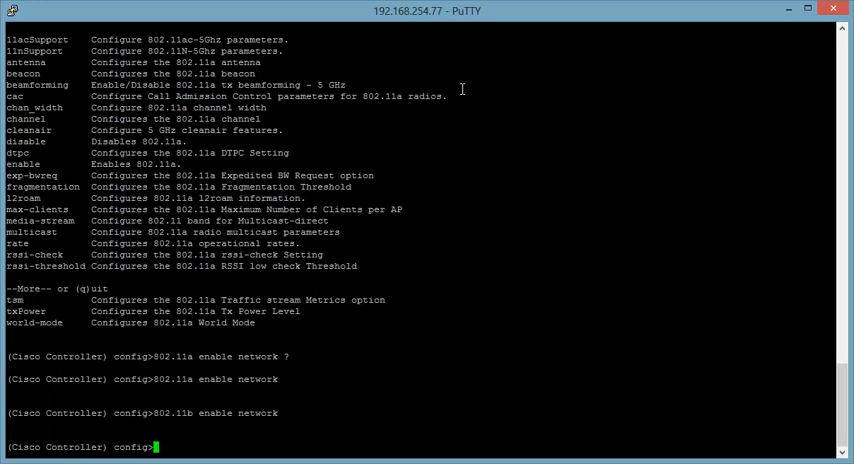 192.168.254.77 - PuTTY
11acSupport Configure 802.11ac-5Ghz parameters.
11nSupport Configure 802.11N-5Ghz parameters.
antenna Configures the 802.11a antenna
beacon Configures the 802.11a beacon
beamforming Enable/Disable 802.11a tx beamforming - 5 GHz
cac Configure Call Admission Control parameters for 802.11a radios.
chan_width Configures 802.11a channel width
channel Configures the 802.11a channel
cleanair Configure 5 GHz cleanair features.
disable Disables 802.11a.
dtpc Configures the 802.11a DTPC Setting
enable Enables 802.11a.
exp-bwreq Configures the 802.11a Expedited BW Request option
fragmentation Configures the 802.11a Fragmentation Threshold
l2roam Configures 802.11a l2roam information.
max-clients Configures the 802.11a Maximum Number of Clients per AP
media-stream Configure 802.11 band for Multicast-direct
multicast Configure 802.11a radio multicast parameters
rate Configures 802.11a operational rates.
rssi-check Configures 802.11a rssi-check Setting
rssi-threshold Configures 802.11a RSSI low check Threshold
--More-- or (q)uit
tsm Configures the 802.11a Traffic stream Metrics option
txPower Configures the 802.11a Tx Power Level
world-mode Configures 802.11a World Mode
(Cisco Controller) config>802.11a enable network ?
(Cisco Controller) config>802.11a enable network
(Cisco Controller) config>802.11b enable network
(Cisco Controller) config>